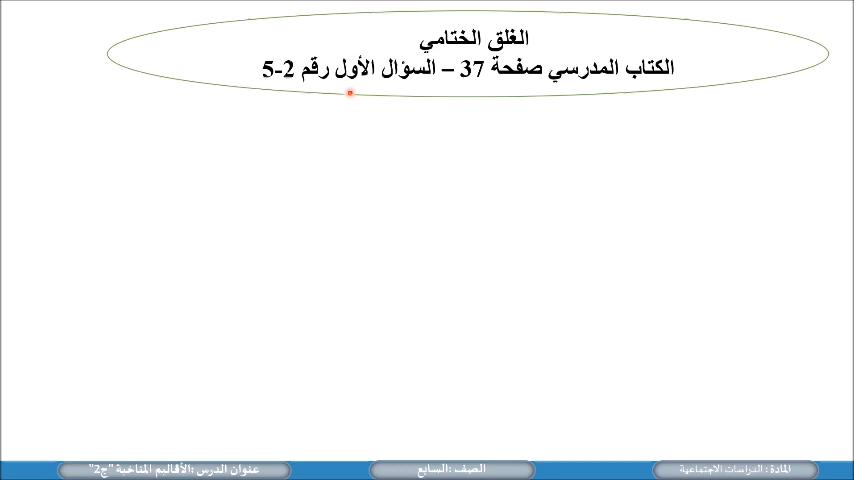 الغلق الختامي
الكتاب المدرسي صفحة 37 – السؤال الأول رقم 2-5
المادة : الدراسات الاجتماعية
الصف :السابع
عنوان الدرس :الأقاليم المناخية "ج2"